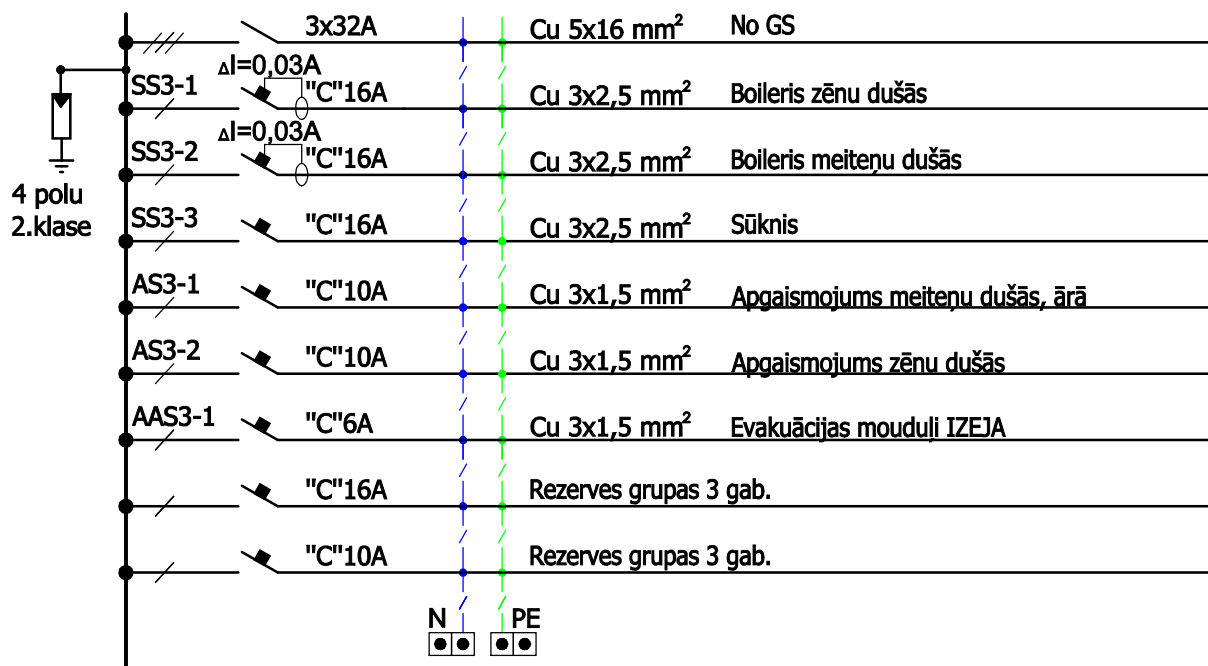 3x32A Cu 5x16 mm² No GS
ΔI=0,03A
SS3-1 "C"16A Cu 3x2,5 mm² Boileris zēnu dušās
ΔI=0,03A
SS3-2 "C"16A Cu 3x2,5 mm² Boileris meiteņu dušās
4 polu
2.klase
SS3-3 "C"16A Cu 3x2,5 mm² Sūknis
AS3-1 "C"10A Cu 3x1,5 mm² Apgaismojums meiteņu dušās, ārā
AS3-2 "C"10A Cu 3x1,5 mm² Apgaismojums zēnu dušās
AAS3-1 "C"6A Cu 3x1,5 mm² Evakuācijas mouduļi IZEJA
"C"16A Rezerves grupas 3 gab.
"C"10A Rezerves grupas 3 gab.
N PE